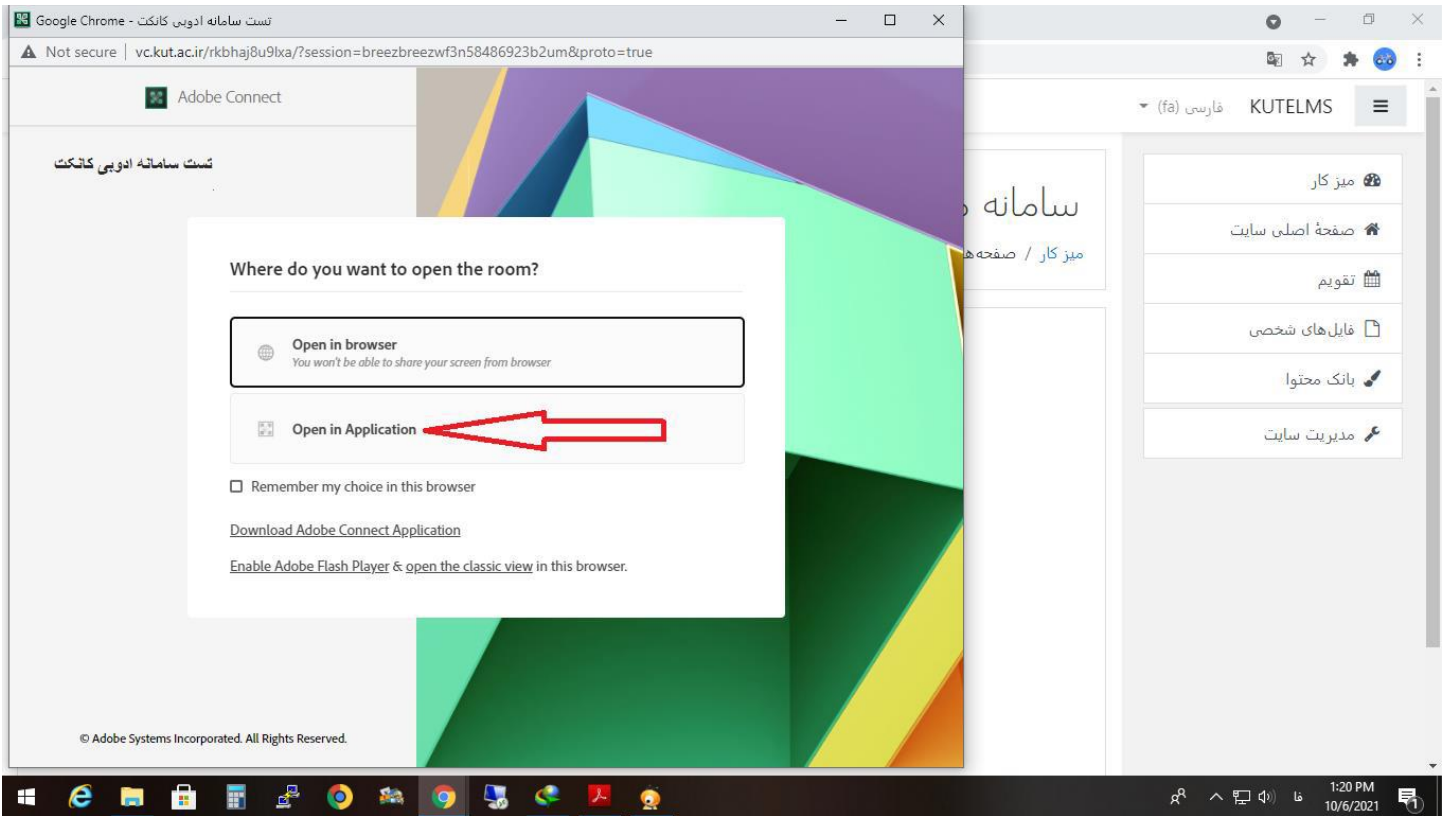 تست سامانه ادوبی کانکت - Google Chrome
Not secure | vc.kut.ac.ir/rkbhaj8u9lxa/?session=breezbreezwf3n58486923b2um&proto=true
Adobe Connect
تست سامانه ادوبی کانکت
Where do you want to open the room?
Open in browser
You won't be able to share your screen from browser
Open in Application
Remember my choice in this browser
Download Adobe Connect Application
Enable Adobe Flash Player & open the classic view in this browser.
© Adobe Systems Incorporated. All Rights Reserved.
KUTELMS فارسی (fa)
سامانه
میز کار / صفحه
میز کار
صفحهٔ اصلی سایت
تقویم
فایل‌های شخصی
بانک محتوا
مدیریت سایت
فا
1:20 PM
10/6/2021
1